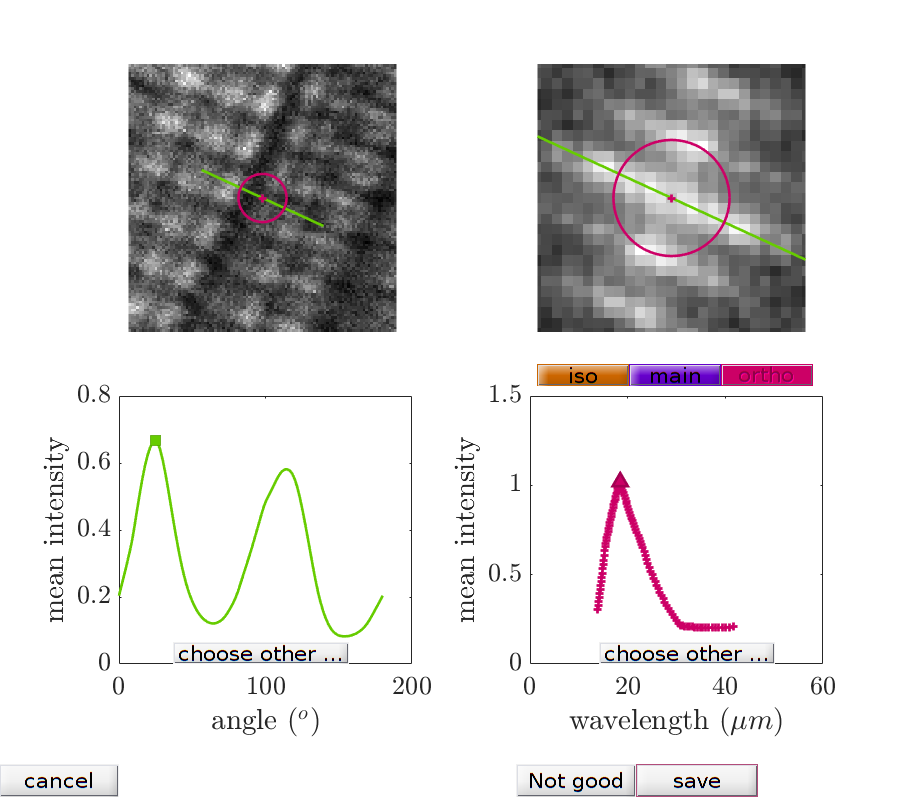 iso main ortho
0.8
0.6
0.4
0.2
0
mean intensity
choose other ...
0 100 200
angle (o)
1.5
1
0.5
0
mean intensity
choose other ...
0 20 40 60
wavelength (μm)
cancel Not good save